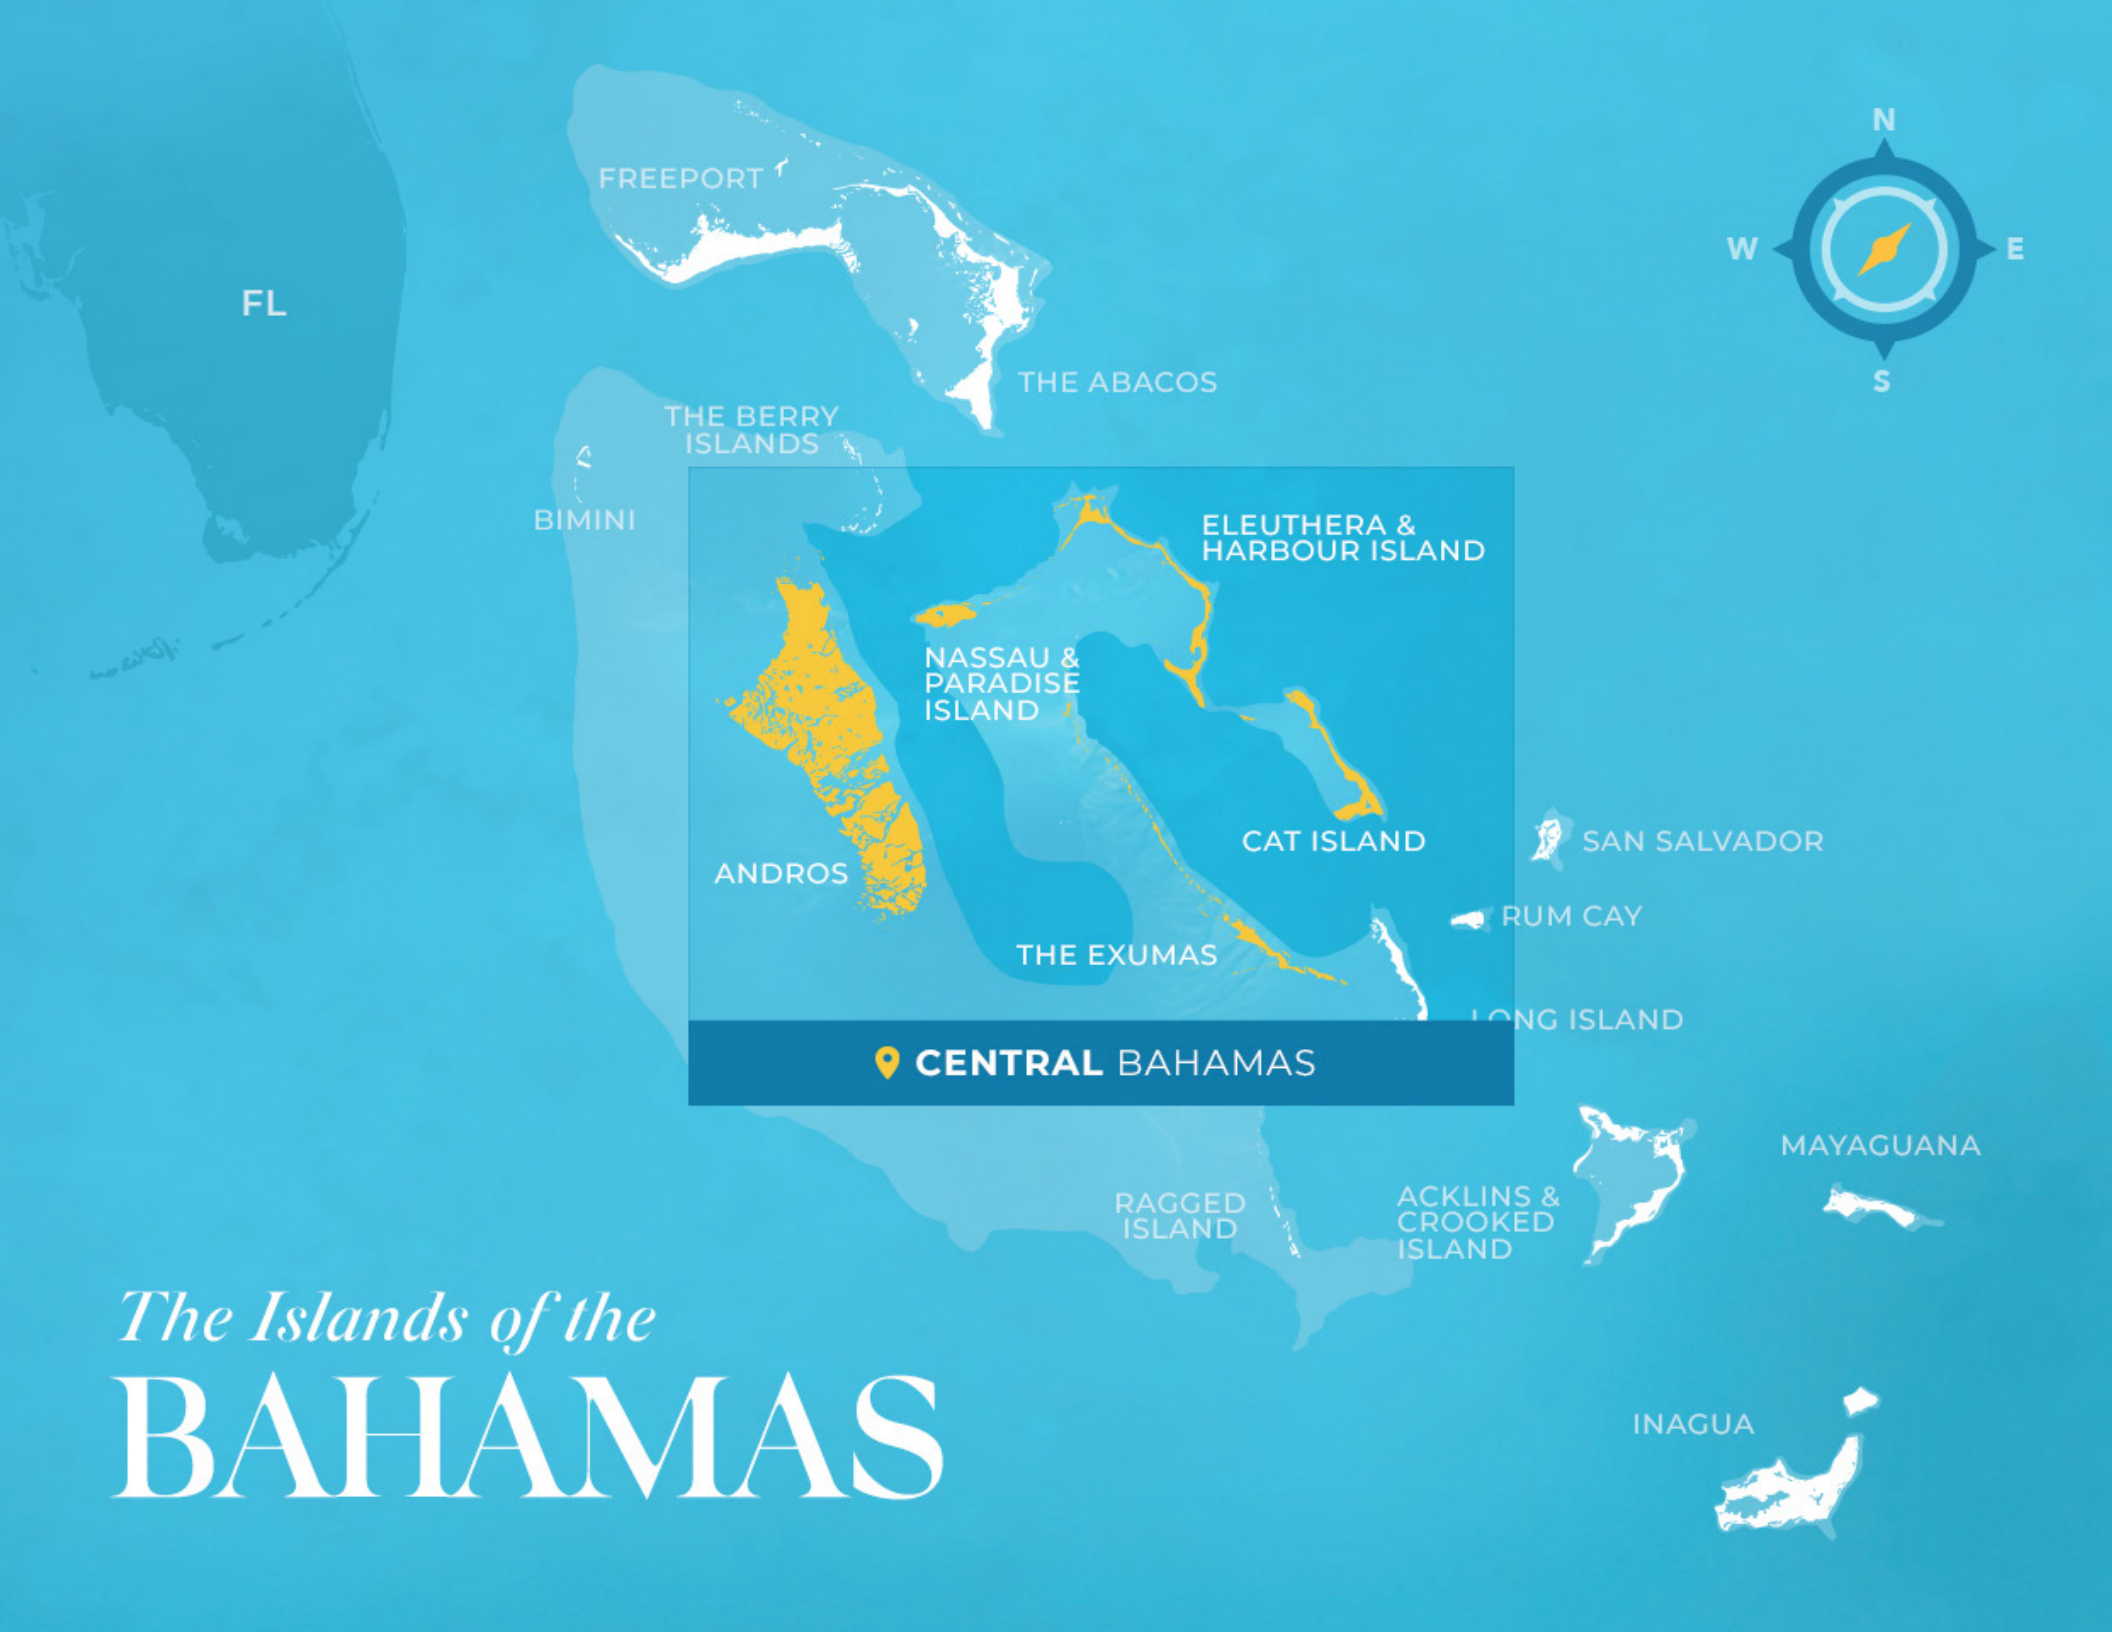 N
FREEPORT
W
E
FL
THE ABACOS
S
THE BERRY
ISLANDS
BIMINI
ELEUTHERA &
HARBOUR ISLAND
NASSAU &
PARADISE
ISLAND
CAT ISLAND
SAN SALVADOR
ANDROS
RUM CAY
THE EXUMAS
LONG ISLAND
CENTRAL BAHAMAS
MAYAGUANA
RAGGED
ISLAND
ACKLINS &
CROOKED
ISLAND
The Islands of the
BAHAMAS
INAGUA